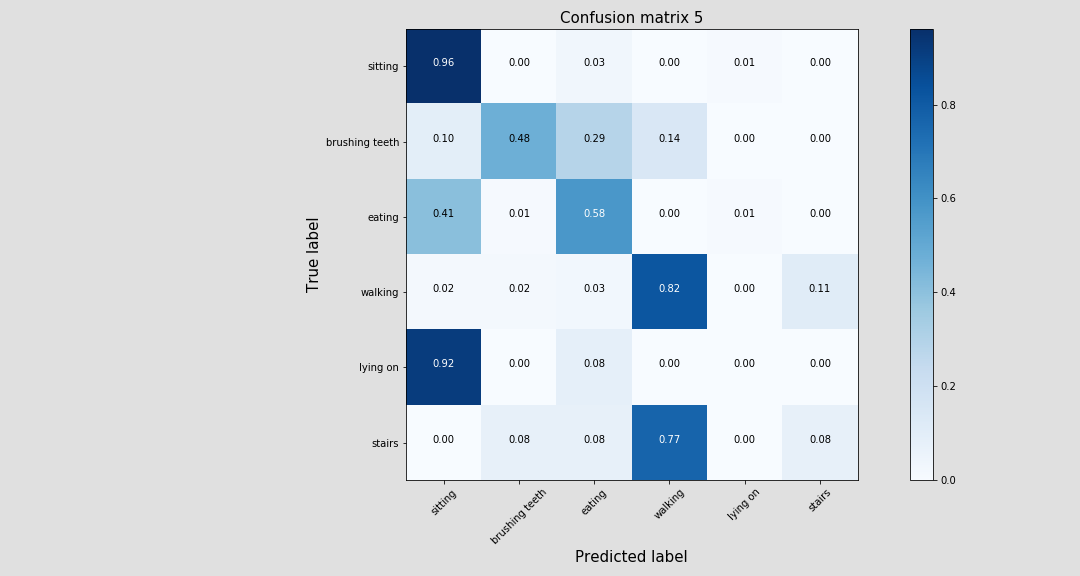 Confusion matrix 5
True label
sitting 0.96 0.00 0.03 0.00 0.01 0.00
brushing teeth 0.10 0.48 0.29 0.14 0.00 0.00
eating 0.41 0.01 0.58 0.00 0.01 0.00
walking 0.02 0.02 0.03 0.82 0.00 0.11
lying on 0.92 0.00 0.08 0.00 0.00 0.00
stairs 0.00 0.08 0.08 0.77 0.00 0.08
sitting brushing teeth eating walking lying on stairs
Predicted label
0.8
0.6
0.4
0.2
0.0